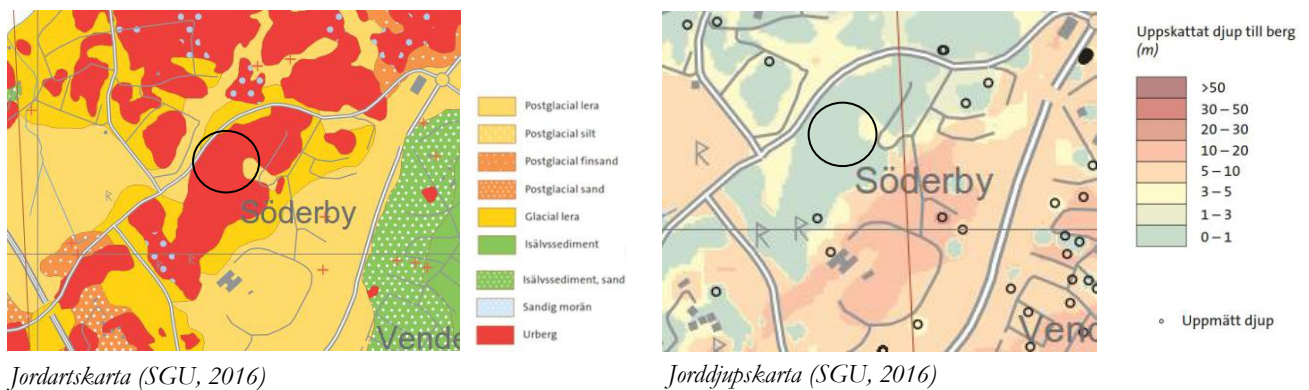 Söderby
Vende
Postglacial lera
Postglacial silt
Postglacial finsand
Postglacial sand
Glacial lera
Isälvssediment
Isälvssediment, sand
Sandig morän
Urberg
Jordartskarta (SGU, 2016)
R
R
R
Söderby
Vend
Uppskattat djup till berg
(m)
>50
30 – 50
20 – 30
10 – 20
5 – 10
3 – 5
1 – 3
0 – 1
Uppmätt djup
Jorddjupskarta (SGU, 2016)